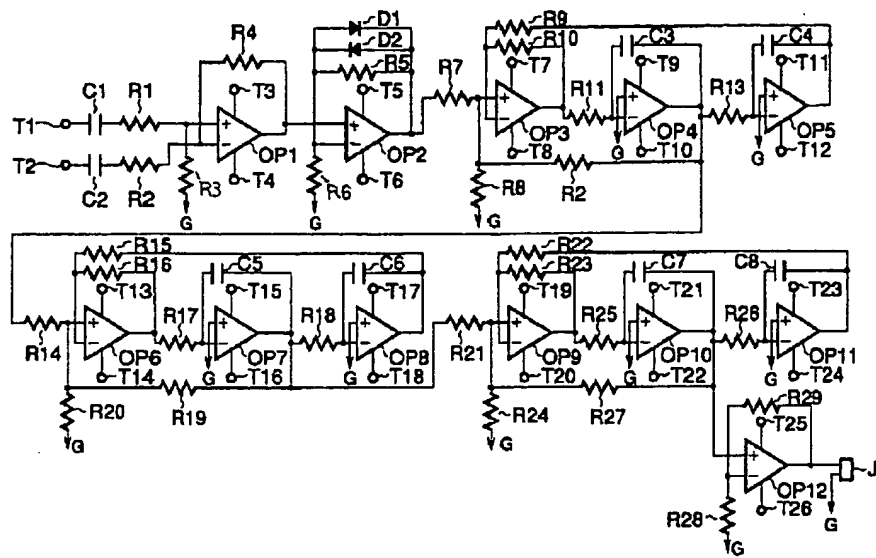 D1
D2
R4
R5
R9
R10
C3
C4
T3
T5
R7
T7
T9
T11
C1
R1
R11
R13
T1
OP1
OP2
OP3
OP4
OP5
T2
C2
R2
R3
T4
R6
T6
T8
R8
R2
G
T10
G
T12
G
G
G
R15
R16
C5
C6
R22
R23
C7
C8
T13
T15
T17
T19
T21
T23
R14
R17
R18
R21
R25
R26
OP6
OP7
OP8
OP9
OP10
OP11
T14
G
T16
G
T18
T20
G
T22
G
T24
R20
R19
R24
R27
R29
G
G
T25
OP12
J
T26
R28
G
G